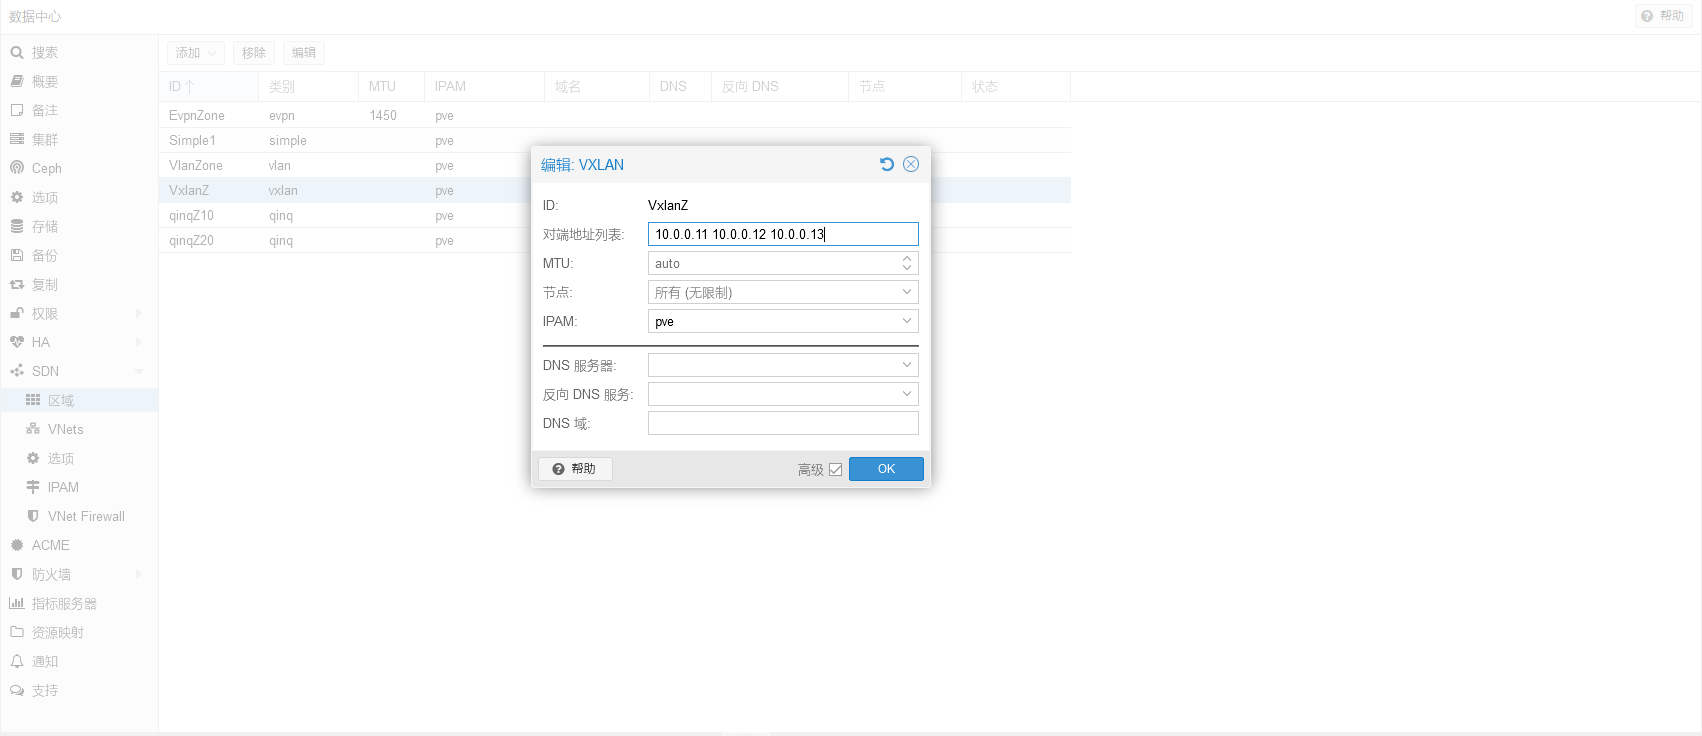 数据中心
帮助
搜索
概要
备注
集群
Ceph
选项
存储
备份
复制
权限
HA
SDN
区域
VNets
选项
IPAM
VNet Firewall
ACME
防火墙
指标服务器
资源映射
通知
支持
添加 移除 编辑
ID 类别 MTU IPAM 域名 DNS 反向 DNS 节点 状态
EvpnZone evpn 1450 pve
Simple1 simple pve
VlanZone vlan pve
VxlanZ vxlan pve
qinqZ10 qinq pve
qinqZ20 qinq pve
编辑: VXLAN
ID: VxlanZ
对端地址列表: 10.0.0.11 10.0.0.12 10.0.0.13
MTU: auto
节点: 所有 (无限制)
IPAM: pve
DNS 服务器:
反向 DNS 服务:
DNS 域:
帮助 高级 OK